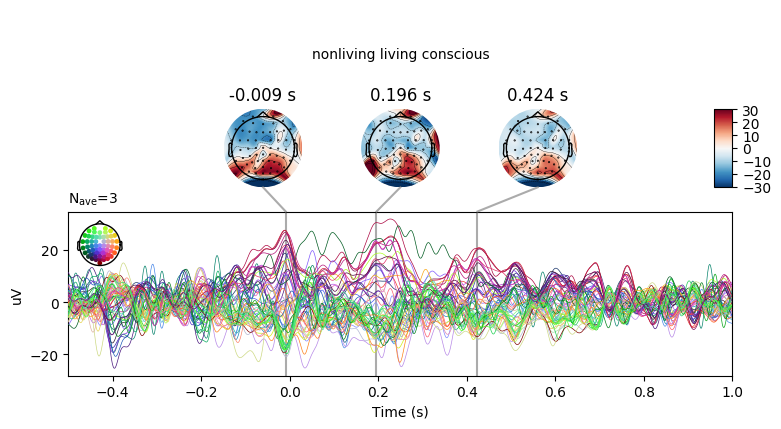 nonliving living conscious
-0.009 s 0.196 s 0.424 s
30
20
10
0
−10
−20
−30
Nave=3
uV
20
0
−20
−0.4 −0.2 0.0 0.2 0.4 0.6 0.8 1.0
Time (s)